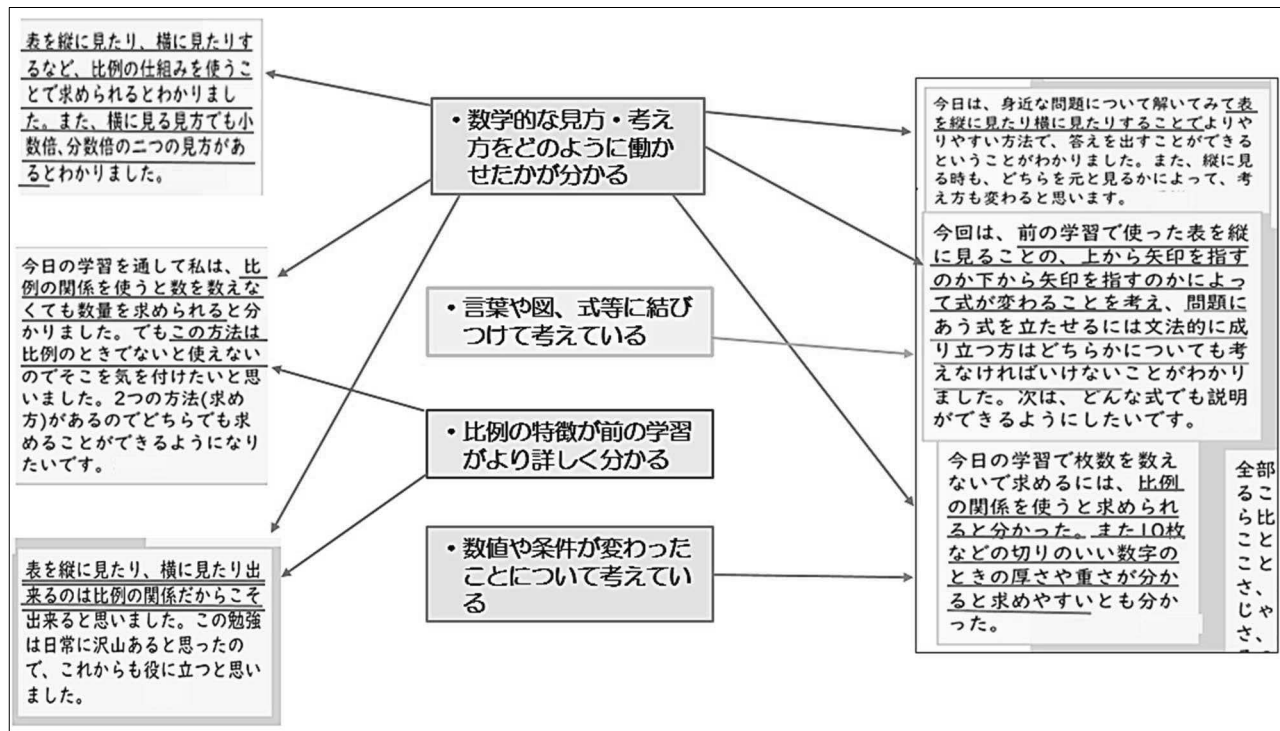 表を縦に見たり、横に見たりす
るなど、比例の仕組みを使うこ
とで求められるとわかりまし
た。また、横に見る見方でも小
数倍、分数倍の二つの見方があ
るとわかりました。
今日の学習を通して私は、比
例の関係を使うと数を数えな
くても数量を求められると分
かりました。でもこの方法は
比例のときでないと使えない
のでそこを気を付けたいと思
いました。2つの方法(求め
方)があるのでどちらでも求
めることができるようになり
たいです。
表を縦に見たり、横に見たり出
来るのは比例の関係だからこそ
出来ると思いました。この勉強
は日常に沢山あると思ったの
で、これからも役に立つと思い
ました。
・数学的な見方・考え
方をどのように働か
せたかが分かる
・言葉や図、式等に結び
つけて考えている
・比例の特徴が前の学習
がより詳しく分かる
・数値や条件が変わった
ことについて考えてい
る
今日は、身近な問題について解いてみて表
を縦に見たり横に見たりすることでよりや
りやすい方法で、答えを出すことができる
ということがわかりました。また、縦に見
る時も、どちらを元と見るかによって、考
え方も変わると思います。
今回は、前の学習で使った表を縦
に見ることの、上から矢印を指す
のか下から矢印を指すのかによっ
て式が変わることを考え、問題に
あう式を立たせるには文法的に成
り立つ方はどちらかについても考
えなければいけないことがわかり
ました。次は、どんな式でも説明
ができるようにしたいです。
今日の学習で枚数を数え
ないで求めるには、比例
の関係を使うと求められ
ると分かった。また10枚
などの切りのいい数字の
ときの厚さや重さが分か
ると求めやすいとも分か
った。
全部
るこ
ら比
こと
こと
さ、
じゃ
さ、